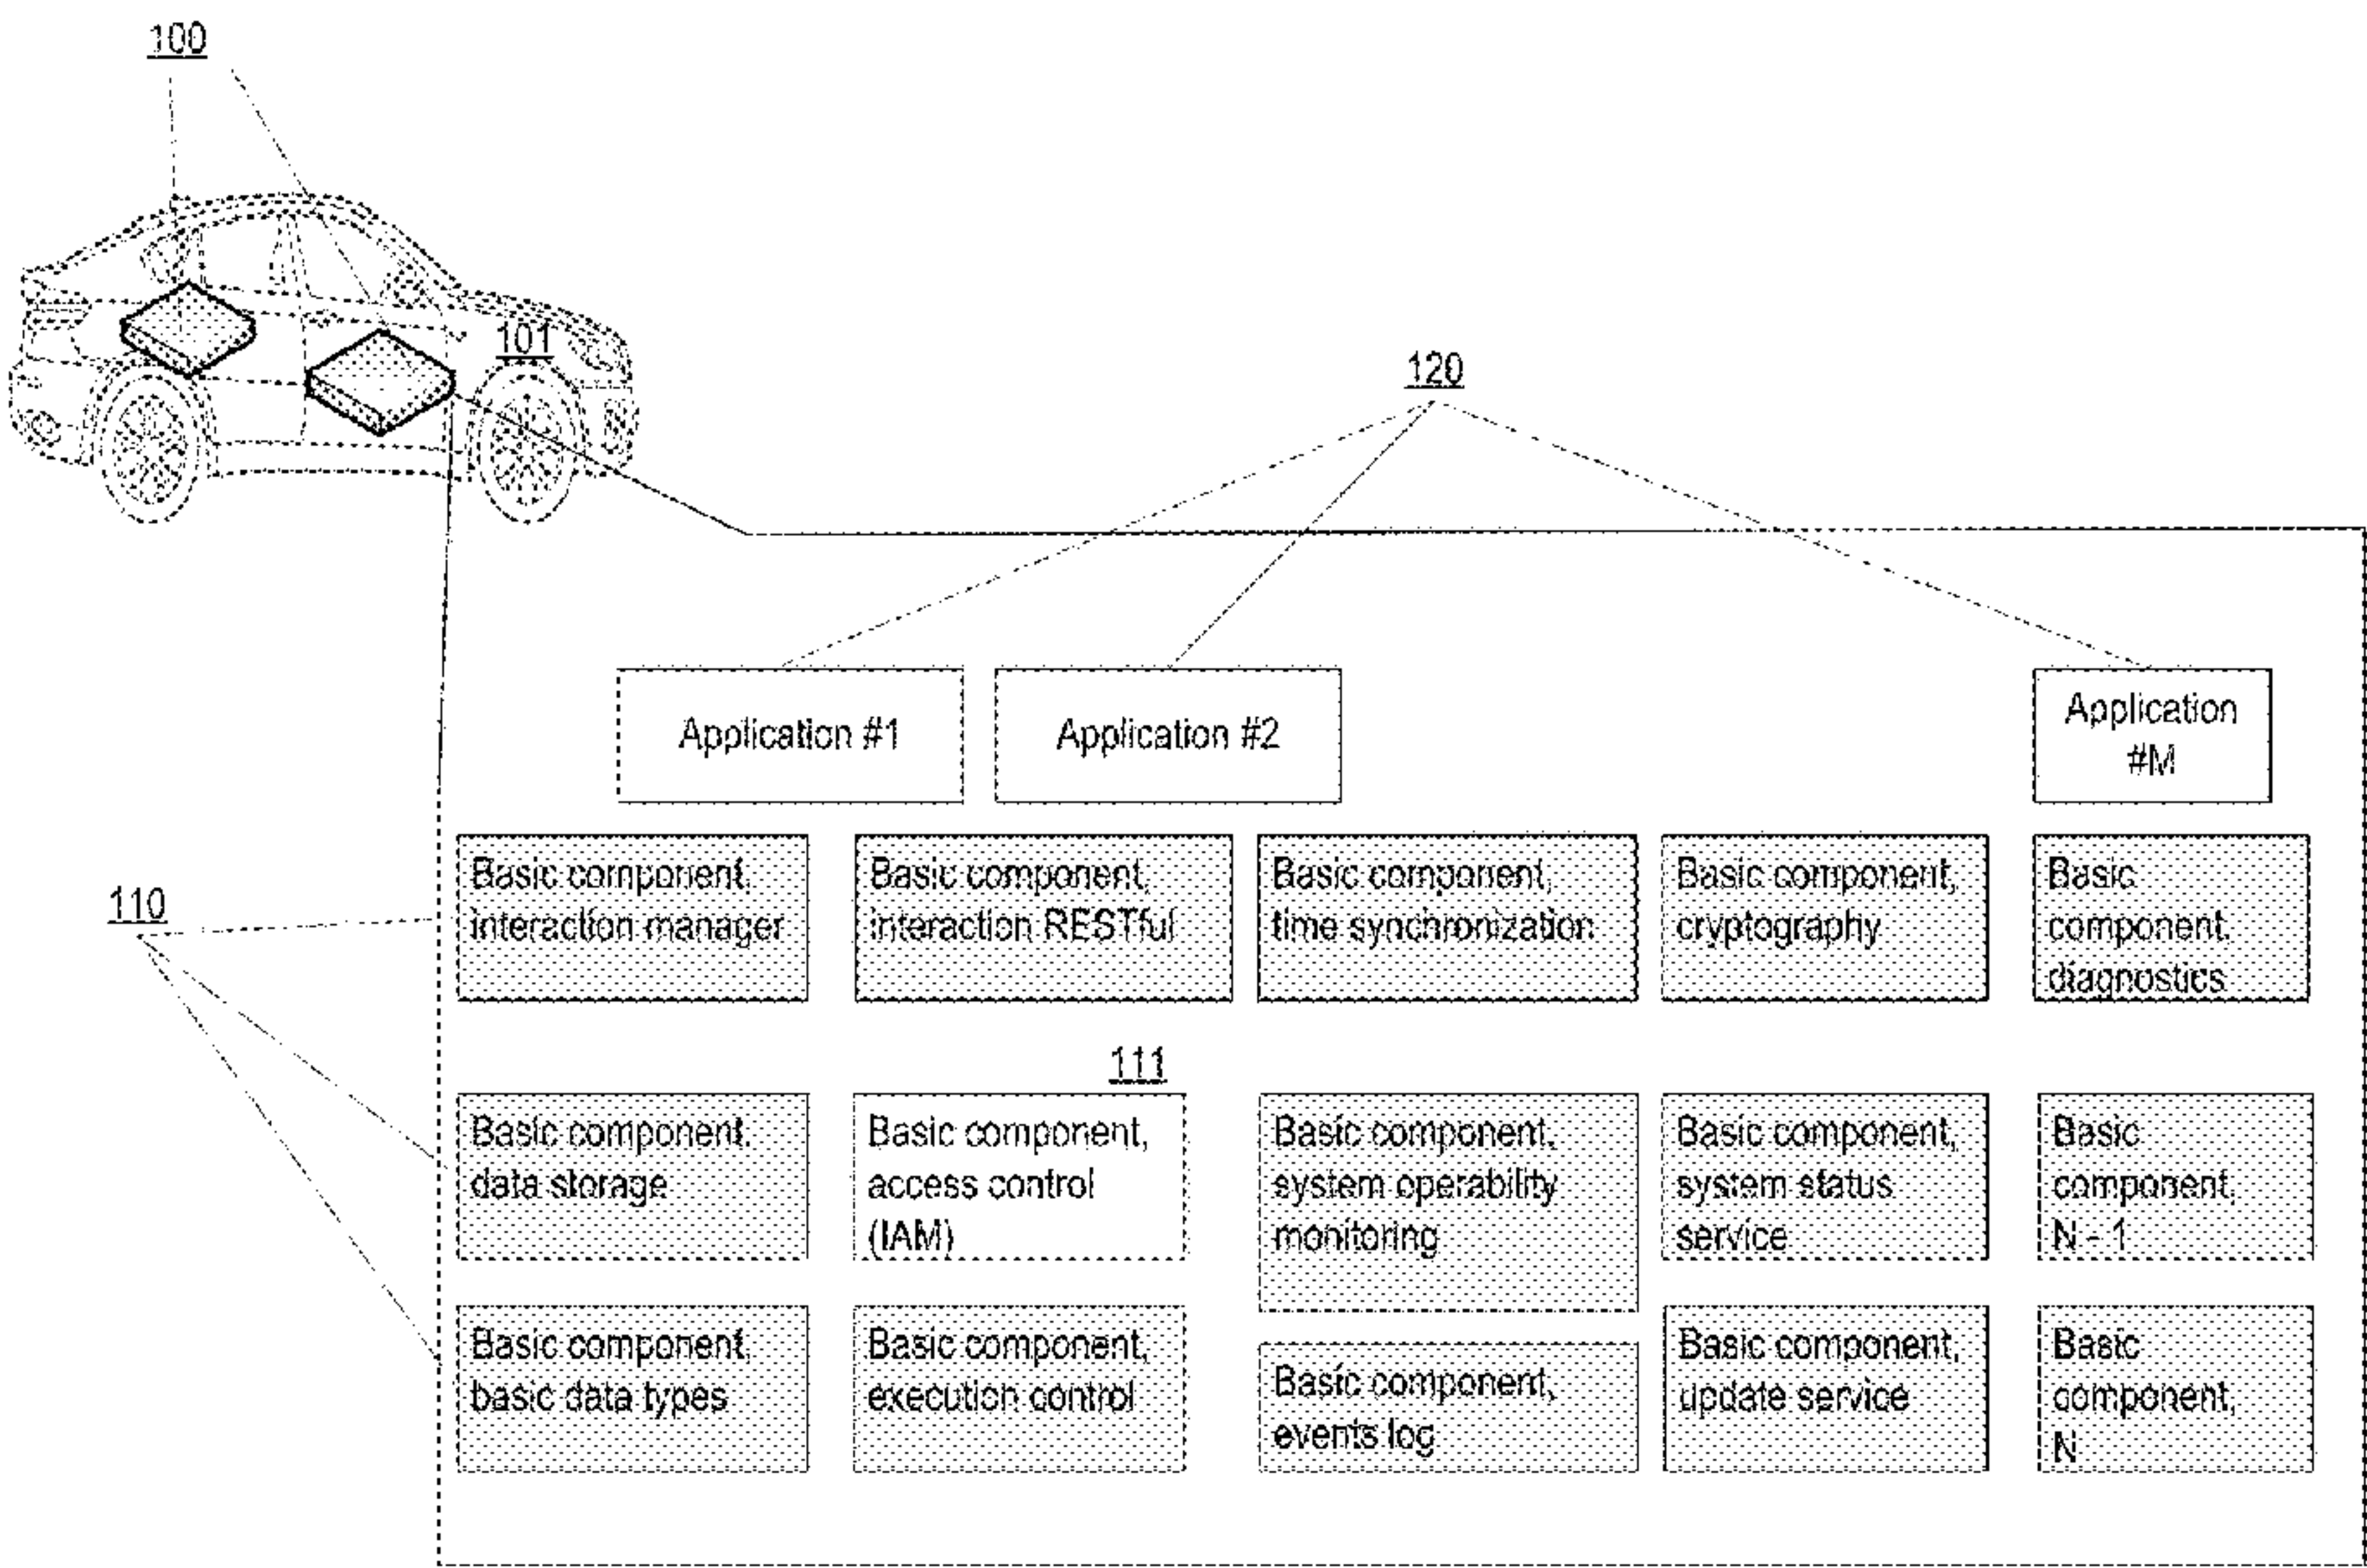 100
101
120
Application #1
Application #2
Application
#M
110
Basic component,
interaction manager
Basic component,
interaction RESTful
Basic component,
time synchronization
Basic component,
cryptography
Basic
component,
diagnostics
111
Basic component,
data storage
Basic component,
access control
(IAM)
Basic component,
system operability
monitoring
Basic component,
system status
service
Basic
component,
N - 1
Basic component,
basic data types
Basic component,
execution control
Basic component,
events log
Basic component,
update service
Basic
component,
N